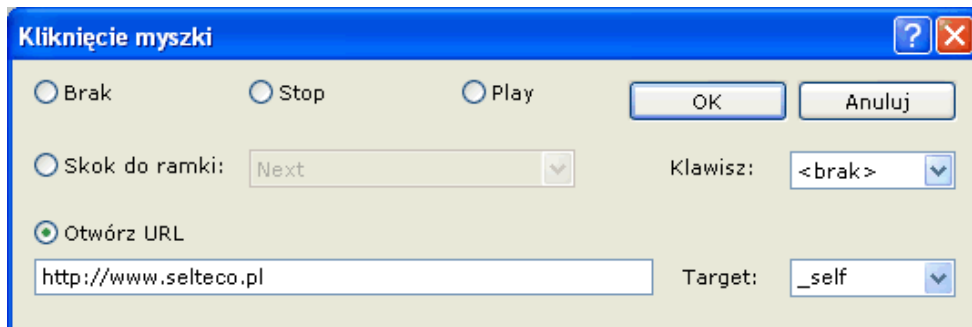 Kliknięcie myszki
Brak Stop Play OK Anuluj
Skok do ramki: Next Klawisz: <brak>
Otwórz URL
http://www.selteco.pl Target: _self